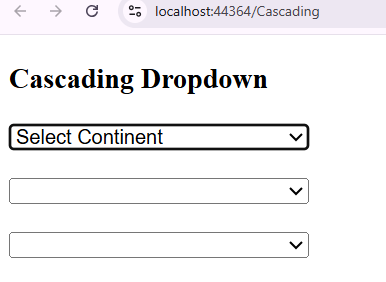 localhost:44364/Cascading
Cascading Dropdown
Select Continent